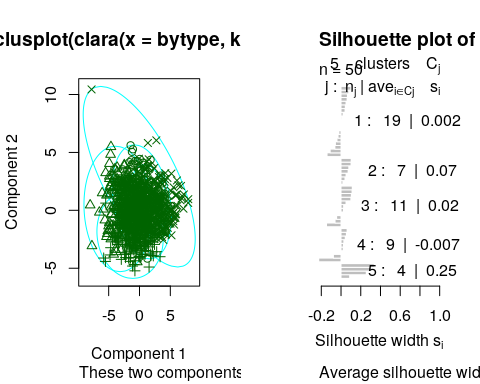 clusplot(clara(x = bytype, k
Component 2
10
5
0
-5
-5 0 5
Component 1
These two components
Silhouette plot of
n = 50
5 clusters Cj
j : nj | ave i∈Cj si
1 : 19 | 0.002
2 : 7 | 0.07
3 : 11 | 0.02
4 : 9 | -0.007
5 : 4 | 0.25
-0.2 0.2 0.6 1.0
Silhouette width si
Average silhouette wid